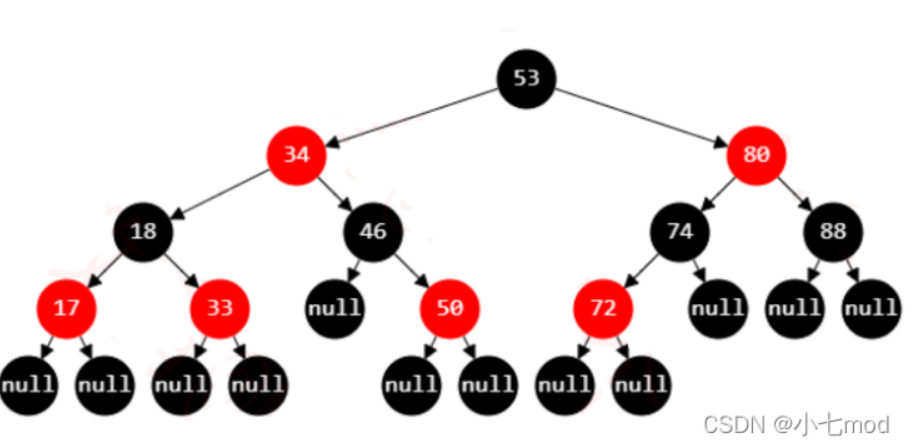 53
34 80
18 46 74 88
17 33 null 50 72 null null null
null null null null null null null null
CSDN @小七mod